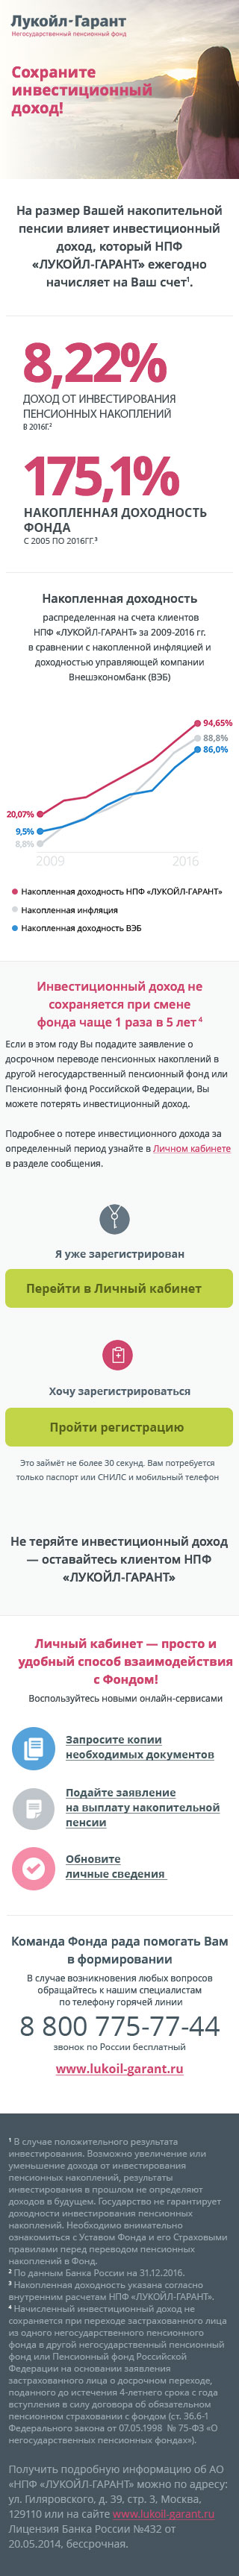 Лукойл-Гарант
Негосударственный пенсионный фонд
Сохраните
инвестиционный
доход!
На размер Вашей накопительной
пенсии влияет инвестиционный
доход, который НПФ
«ЛУКОЙЛ-ГАРАНТ» ежегодно
начисляет на Ваш счет¹.
8,22%
ДОХОД ОТ ИНВЕСТИРОВАНИЯ
ПЕНСИОННЫХ НАКОПЛЕНИЙ
В 2016Г.²
175,1%
НАКОПЛЕННАЯ ДОХОДНОСТЬ
ФОНДА
С 2005 ПО 2016ГГ.³
Накопленная доходность
распределенная на счета клиентов
НПФ «ЛУКОЙЛ-ГАРАНТ» за 2009-2016 гг.
в сравнении с накопленной инфляцией и
доходностью управляющей компании
Внешэкономбанк (ВЭБ)
94,65%
88,8%
86,0%
20,07%
9,5%
8,8%
2009 2016
Накопленная доходность НПФ «ЛУКОЙЛ-ГАРАНТ»
Накопленная инфляция
Накопленная доходность ВЭБ
Инвестиционный доход не
сохраняется при смене
фонда чаще 1 раза в 5 лет⁴
Если в этом году Вы подадите заявление о
досрочном переводе пенсионных накоплений в
другой негосударственный пенсионный фонд или
Пенсионный фонд Российской Федерации, Вы
можете потерять инвестиционный доход.
Подробнее о потере инвестиционного дохода за
определенный период узнайте в Личном кабинете
в разделе сообщения.
Я уже зарегистрирован
Перейти в Личный кабинет
Хочу зарегистрироваться
Пройти регистрацию
Это займёт не более 30 секунд. Вам потребуется
только паспорт или СНИЛС и мобильный телефон
Не теряйте инвестиционный доход
— оставайтесь клиентом НПФ
«ЛУКОЙЛ-ГАРАНТ»
Личный кабинет — просто и
удобный способ взаимодействия
с Фондом!
Воспользуйтесь новыми онлайн-сервисами
Запросите копии
необходимых документов
Подайте заявление
на выплату накопительной
пенсии
Обновите
личные сведения
Команда Фонда рада помогать Вам
в формировании
В случае возникновения любых вопросов
обращайтесь к нашим специалистам
по телефону горячей линии
8 800 775-77-44
звонок по России бесплатный
www.lukoil-garant.ru
¹ В случае положительного результата
инвестирования. Возможно увеличение или
уменьшение дохода от инвестирования
пенсионных накоплений, результаты
инвестирования в прошлом не определяют
доходов в будущем. Государство не гарантирует
доходности инвестирования пенсионных
накоплений. Необходимо внимательно
ознакомиться с Уставом Фонда и его Страховыми
правилами перед переводом пенсионных
накоплений в Фонд.
² По данным Банка России на 31.12.2016.
³ Накопленная доходность указана согласно
внутренним расчетам НПФ «ЛУКОЙЛ-ГАРАНТ».
⁴ Начисленный инвестиционный доход не
сохраняется при переходе застрахованного лица
из одного негосударственного пенсионного
фонда в другой негосударственный пенсионный
фонд или Пенсионный фонд Российской
Федерации на основании заявления
застрахованного лица о досрочном переходе,
поданного до истечения 4-летнего срока с года
вступления в силу договора об обязательном
пенсионном страховании с фондом (ст. 36.6-1
Федерального закона от 07.05.1998 № 75-ФЗ «О
негосударственных пенсионных фондах»).
Получить подробную информацию об АО
«НПФ «ЛУКОЙЛ-ГАРАНТ» можно по адресу:
ул. Гиляровского, д. 39, стр. 3, Москва,
129110 или на сайте www.lukoil-garant.ru
Лицензия Банка России №432 от
20.05.2014, бессрочная.